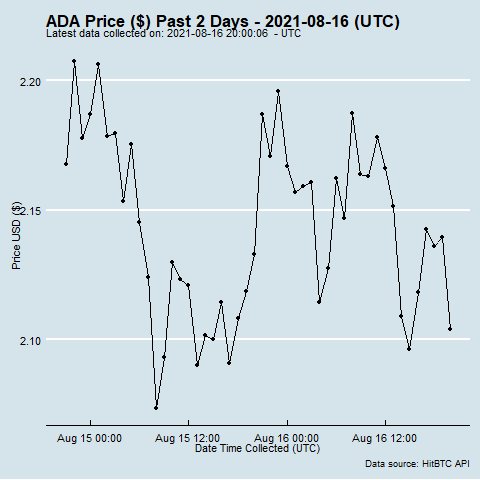 ADA Price ($) Past 2 Days - 2021-08-16 (UTC)
Latest data collected on: 2021-08-16 20:00:06 - UTC
2.20
2.15
2.10
Price USD ($)
Aug 15 00:00 Aug 15 12:00 Aug 16 00:00 Aug 16 12:00
Date Time Collected (UTC)
Data source: HitBTC API